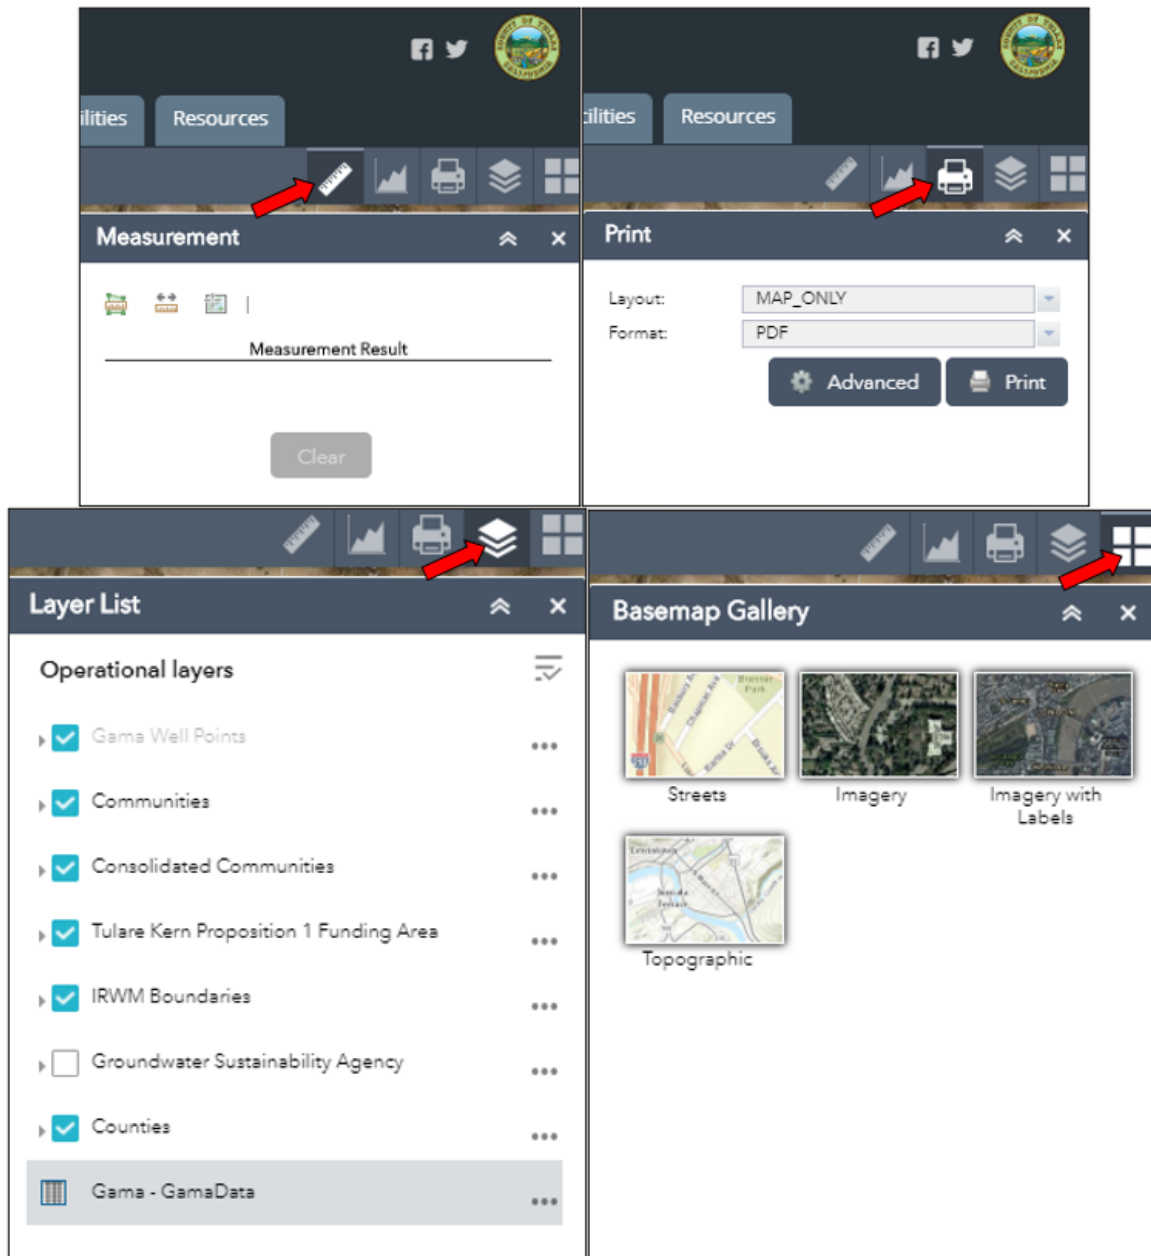 ilities Resources
Measurement
Measurement Result
Clear
ilities Resources
Print
Layout: MAP_ONLY
Format: PDF
Advanced Print
Layer List
Operational layers
Gama Well Points
Communities
Consolidated Communities
Tulare Kern Proposition 1 Funding Area
IRWM Boundaries
Groundwater Sustainability Agency
Counties
Gama - GamaData
Basemap Gallery
Streets
Imagery
Imagery with
Labels
Topographic